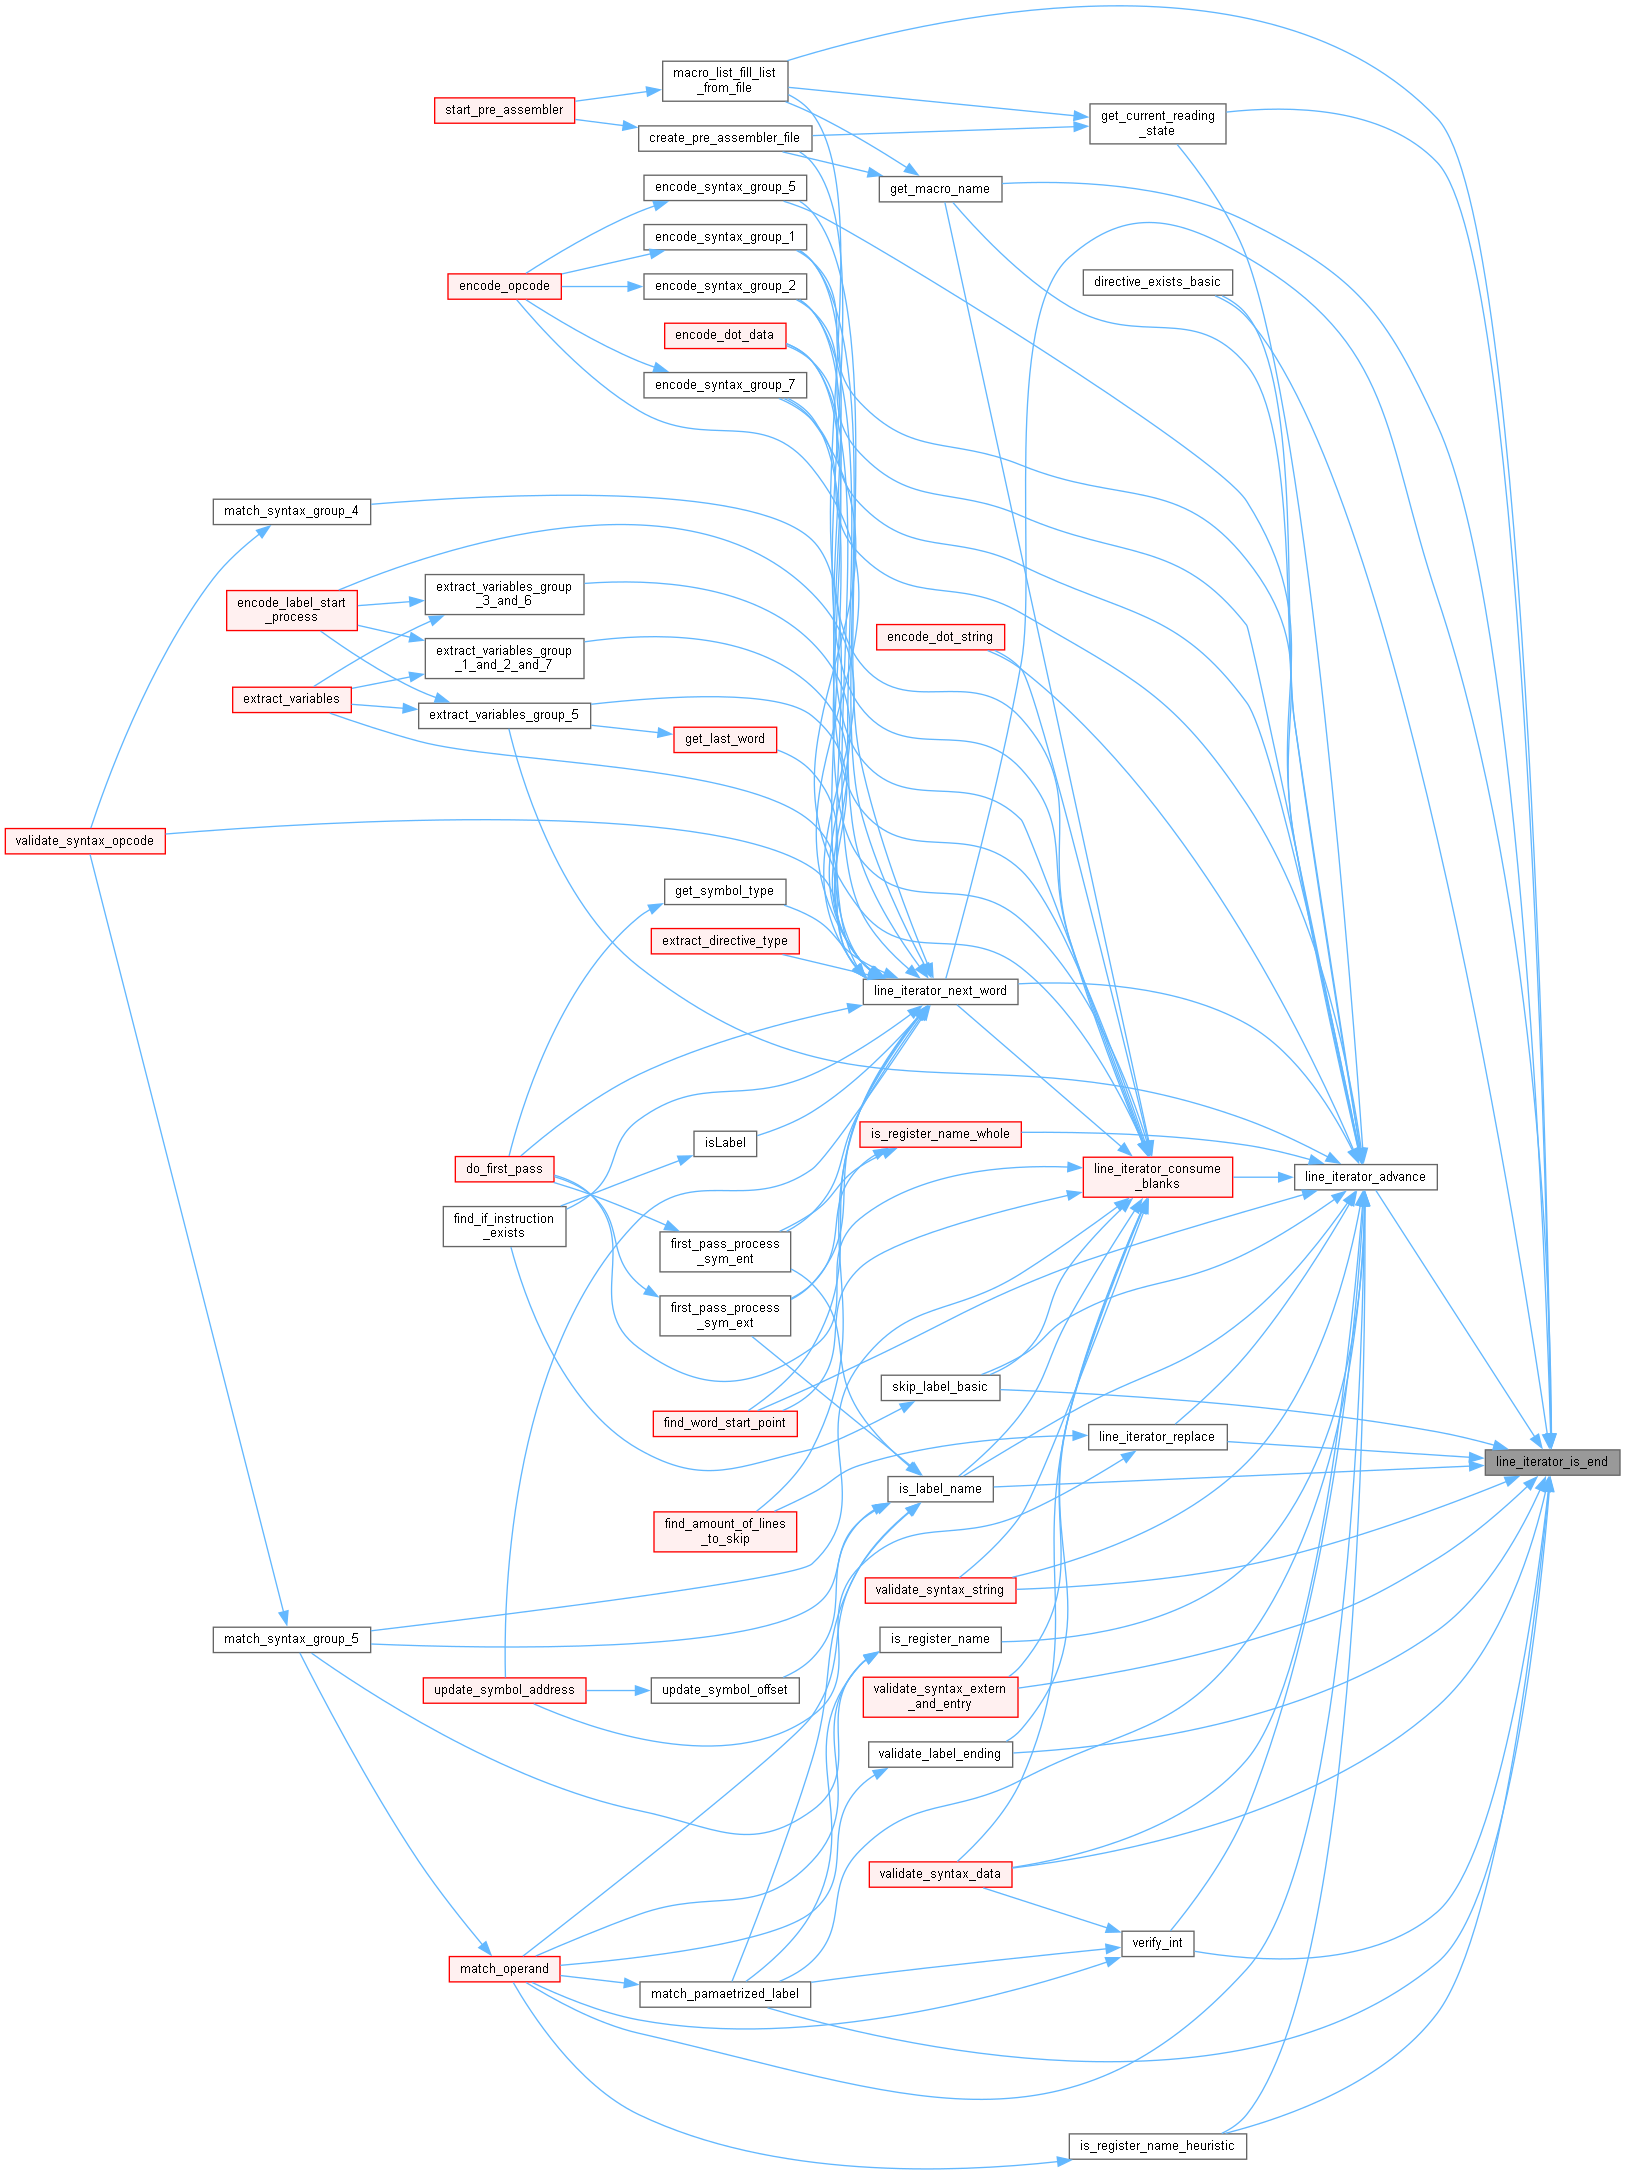 macro_list_fill_list
_from_file
start_pre_assembler
get_current_reading
_state
create_pre_assembler_file
encode_syntax_group_5
get_macro_name
encode_syntax_group_1
encode_opcode
encode_syntax_group_2
directive_exists_basic
encode_dot_data
encode_syntax_group_7
match_syntax_group_4
extract_variables_group
_3_and_6
encode_label_start
_process
encode_dot_string
extract_variables_group
_1_and_2_and_7
extract_variables
extract_variables_group_5
get_last_word
validate_syntax_opcode
get_symbol_type
extract_directive_type
line_iterator_next_word
is_register_name_whole
isLabel
do_first_pass
line_iterator_consume
_blanks
line_iterator_advance
find_if_instruction
_exists
first_pass_process
_sym_ent
first_pass_process
_sym_ext
skip_label_basic
find_word_start_point
line_iterator_replace
line_iterator_is_end
is_label_name
find_amount_of_lines
_to_skip
validate_syntax_string
match_syntax_group_5
is_register_name
update_symbol_address
update_symbol_offset
validate_syntax_extern
_and_entry
validate_label_ending
validate_syntax_data
verify_int
match_operand
match_pamaetrized_label
is_register_name_heuristic